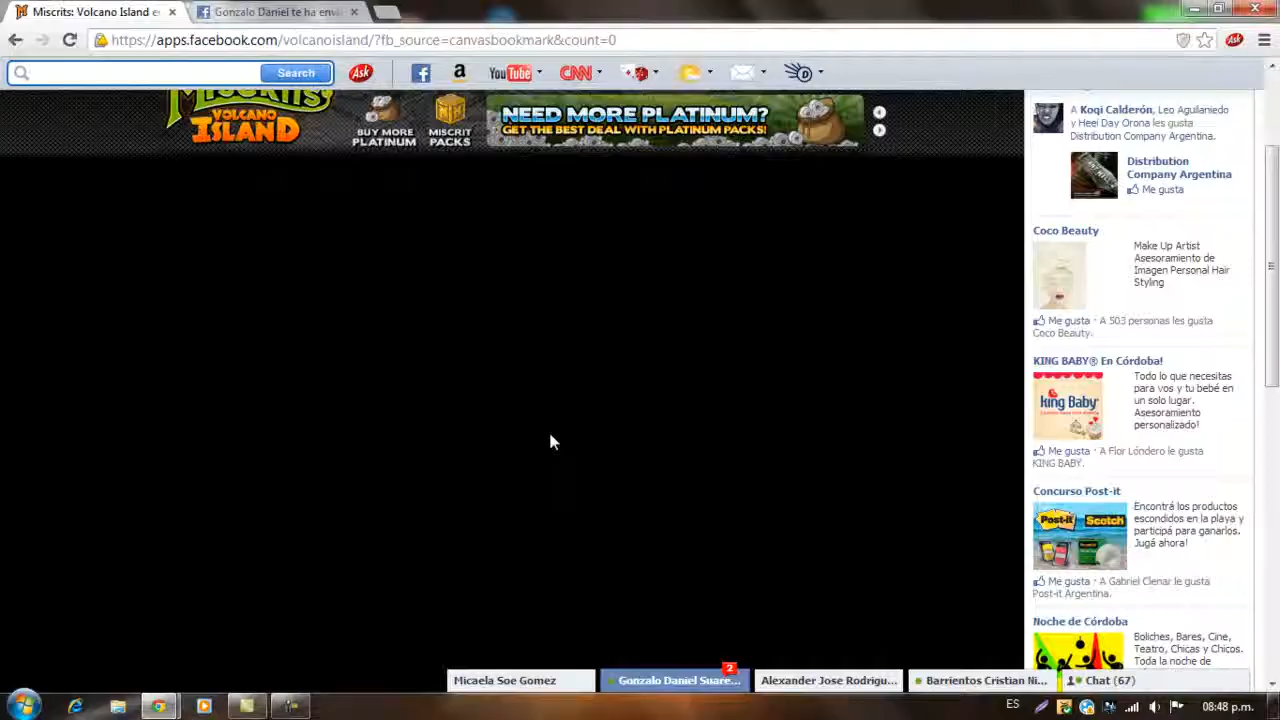 Miscrits: Volcano Island e
Gonzalo Daniel te ha envi
https://apps.facebook.com/volcanoisland/?fb_source=canvasbookmark&count=0
Search
Ask
a
YouTube
CNN
Ask
MISCRITS
VOLCANO
ISLAND
BUY MORE
PLATINUM
MISCRIT
PACKS
NEED MORE PLATINUM?
GET THE BEST DEAL WITH PLATINUM PACKS!
A Koqi Calderón, Leo Aguilaniedo
y Heei Day Orona les gusta
Distribution Company Argentina.
Distribution
Company Argentina
Me gusta
Coco Beauty
Make Up Artist
Asesoramiento de
Imagen Personal Hair
Styling
Me gusta · A 503 personas les gusta
Coco Beauty.
KING BABY® En Córdoba!
king Baby
Todo lo que necesitas
para vos y tu bebé en
un solo lugar.
Asesoramiento
personalizado!
Me gusta · A Flor Lóndero le gusta
KING BABY.
Concurso Post-it
Post-it Scotch
Encontrá los productos
escondidos en la playa y
participá para ganarlos.
Jugá ahora!
Me gusta · A Gabriel Clenar le gusta
Post-it Argentina.
Noche de Córdoba
Boliches, Bares, Cine,
Teatro, Chicas y Chicos.
Toda la noche de
Micaela Soe Gomez
Gonzalo Daniel Suare...
2
Alexander Jose Rodrigu...
Barrientos Cristian Ni...
Chat (67)
ES
08:48 p.m.